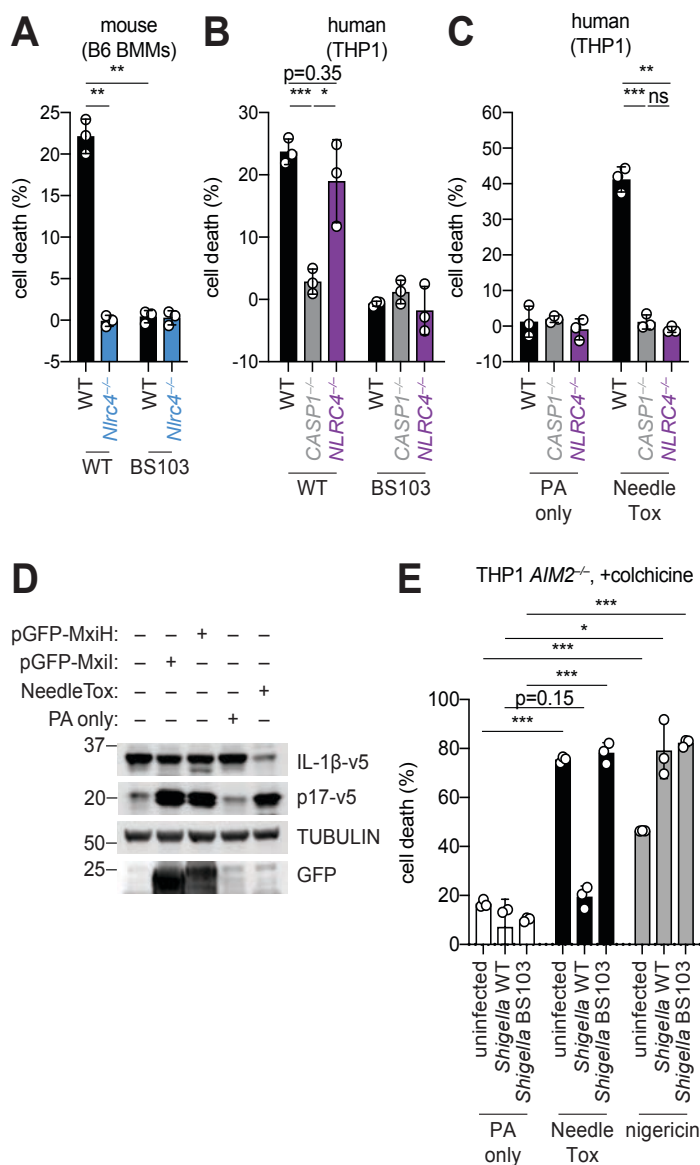 A
mouse
(B6 BMMs)
**
**
cell death (%)
25
20
15
10
5
0
-5
WT
Nlrc4–/–
WT
Nlrc4–/–
WT
BS103
B
human
(THP1)
p=0.35
***
*
cell death (%)
30
20
10
0
-10
WT
CASP1–/–
NLRC4–/–
WT
CASP1–/–
NLRC4–/–
WT
BS103
C
human
(THP1)
**
***
ns
cell death (%)
60
50
40
30
20
10
0
-10
WT
CASP1–/–
NLRC4–/–
WT
CASP1–/–
NLRC4–/–
PA
only
Needle
Tox
D
pGFP-MxiH: – – + – –
pGFP-MxiI: – + – – –
NeedleTox: – – – – +
PA only: – – – + –
37
IL-1β-v5
20
p17-v5
50
TUBULIN
25
GFP
E
THP1 AIM2–/–, +colchicine
***
*
***
***
p=0.15
***
cell death (%)
100
80
60
40
20
0
uninfected
Shigella WT
Shigella BS103
uninfected
Shigella WT
Shigella BS103
uninfected
Shigella WT
Shigella BS103
PA
only
Needle
Tox
nigericin